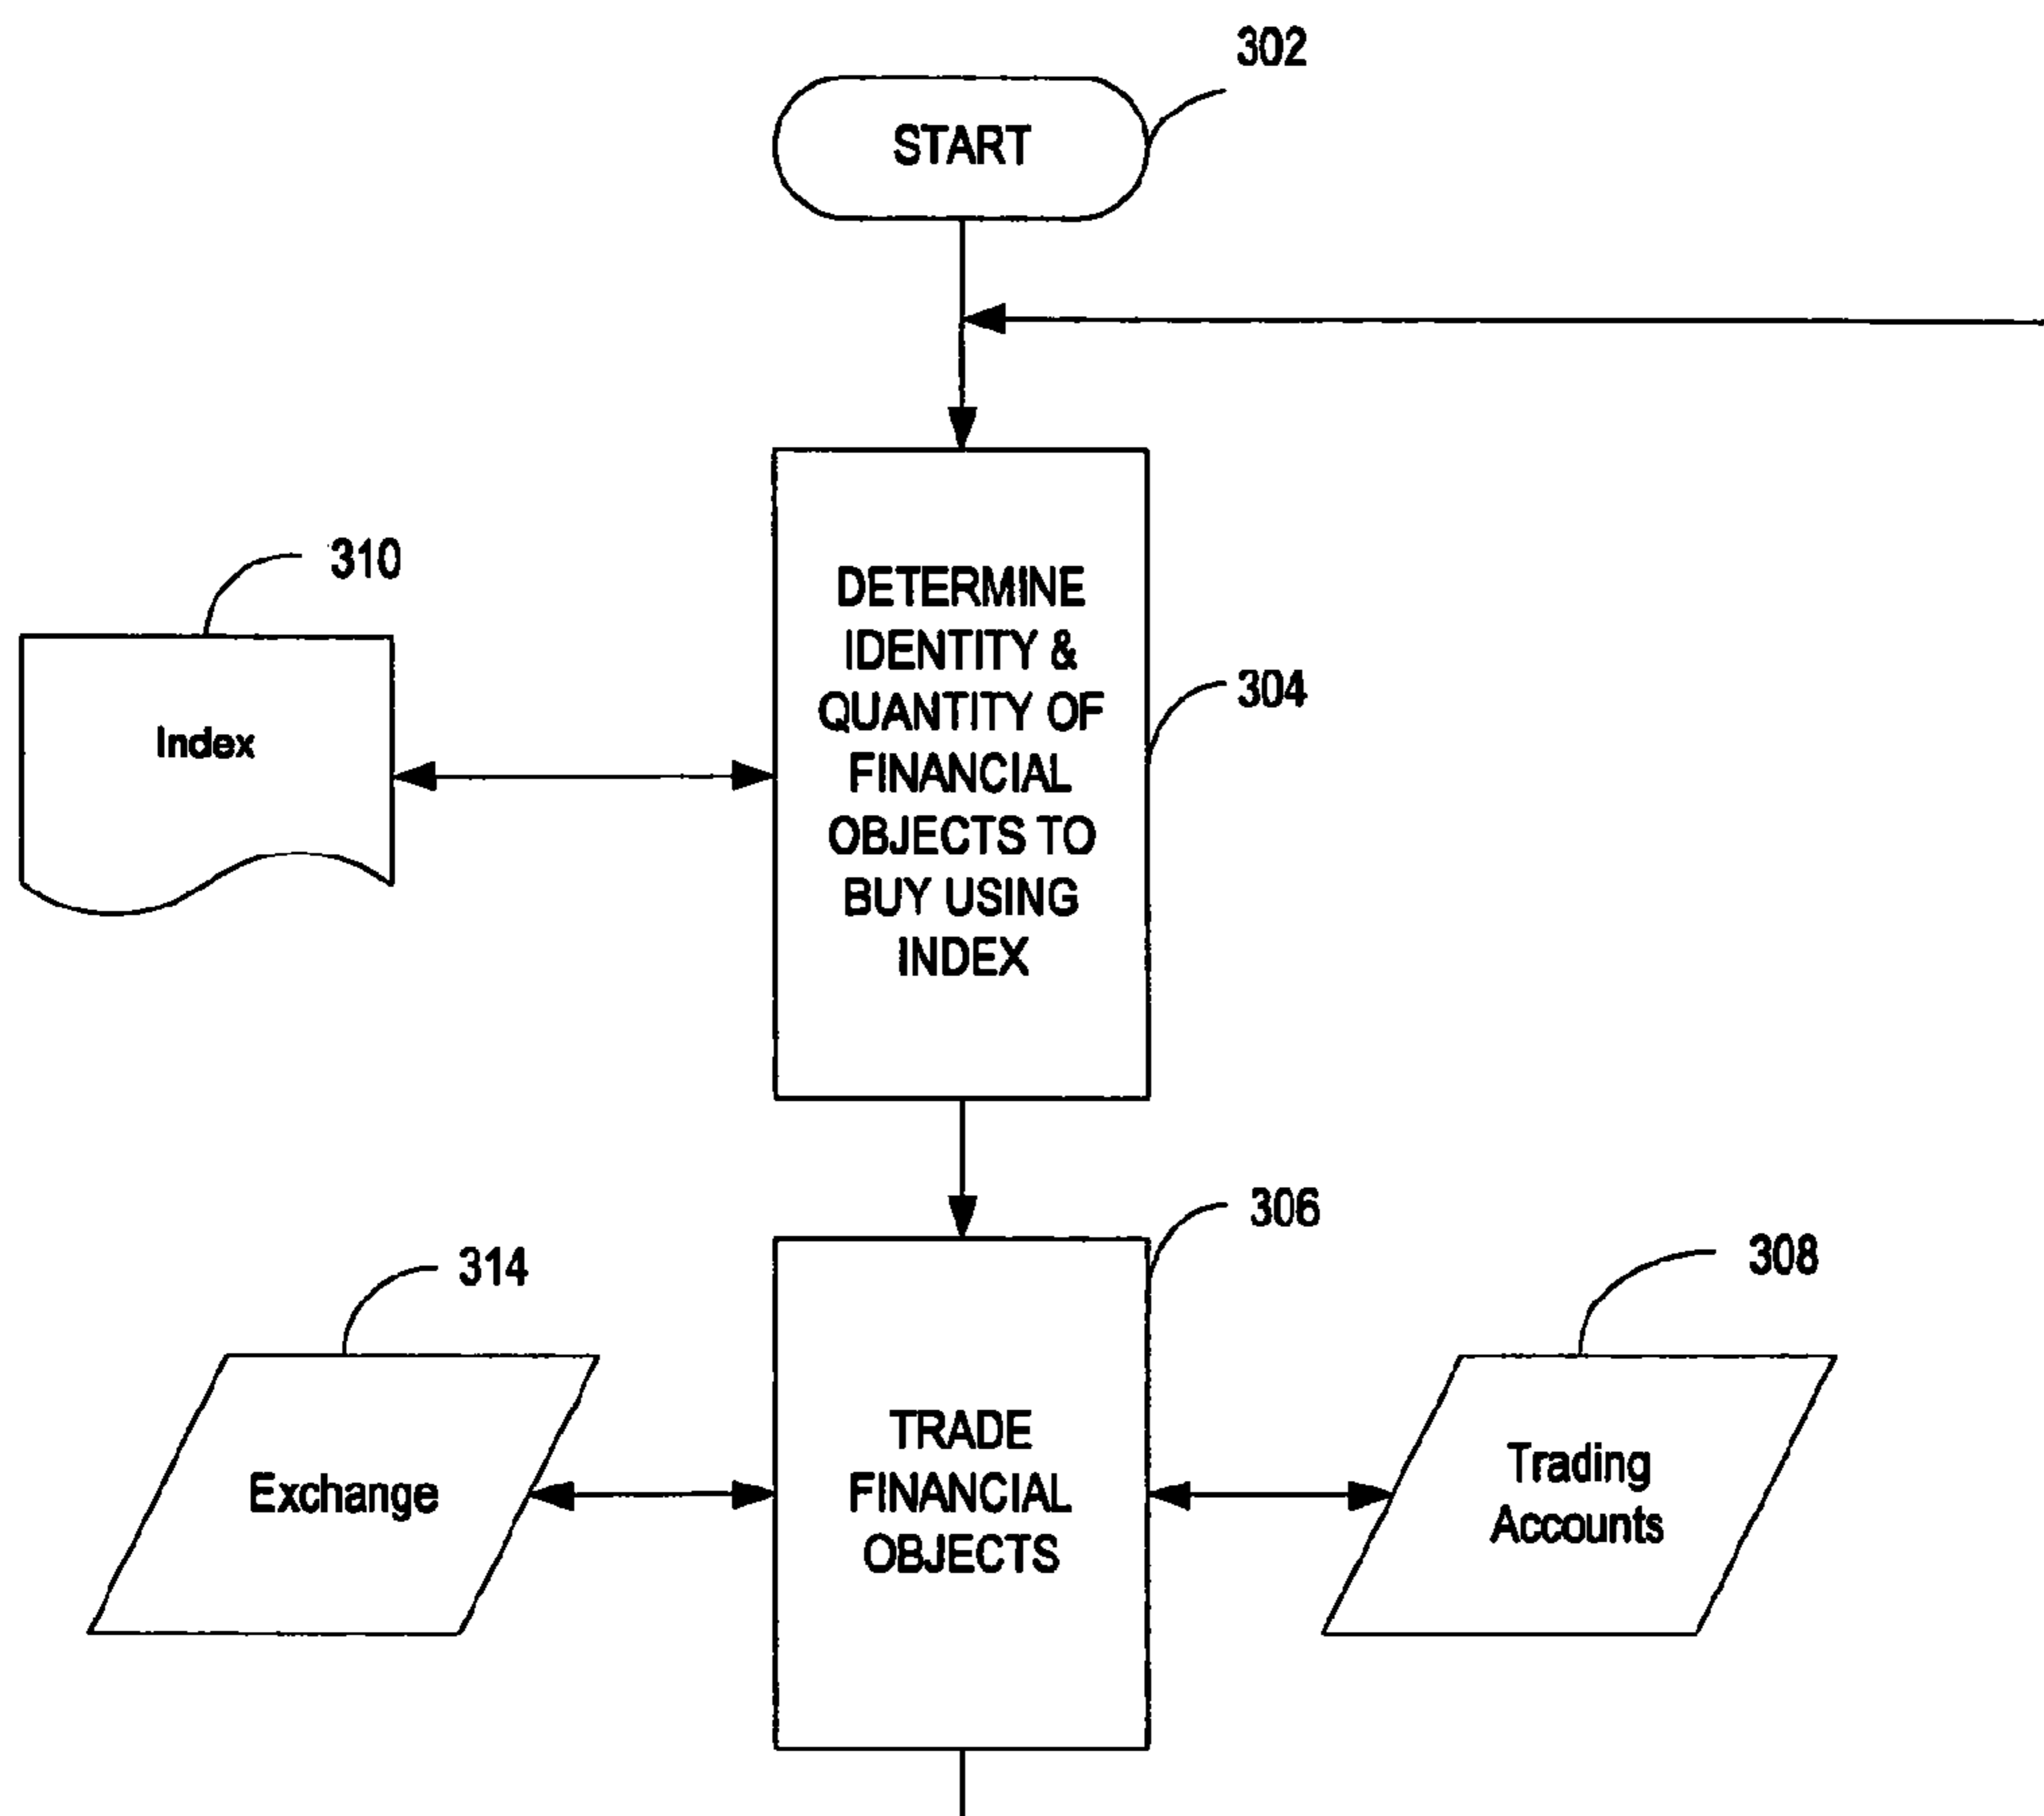 302
START
310
DETERMINE
IDENTITY &
QUANTITY OF
FINANCIAL
OBJECTS TO
BUY USING
INDEX
304
Index
306
314
308
Exchange
TRADE
FINANCIAL
OBJECTS
Trading
Accounts